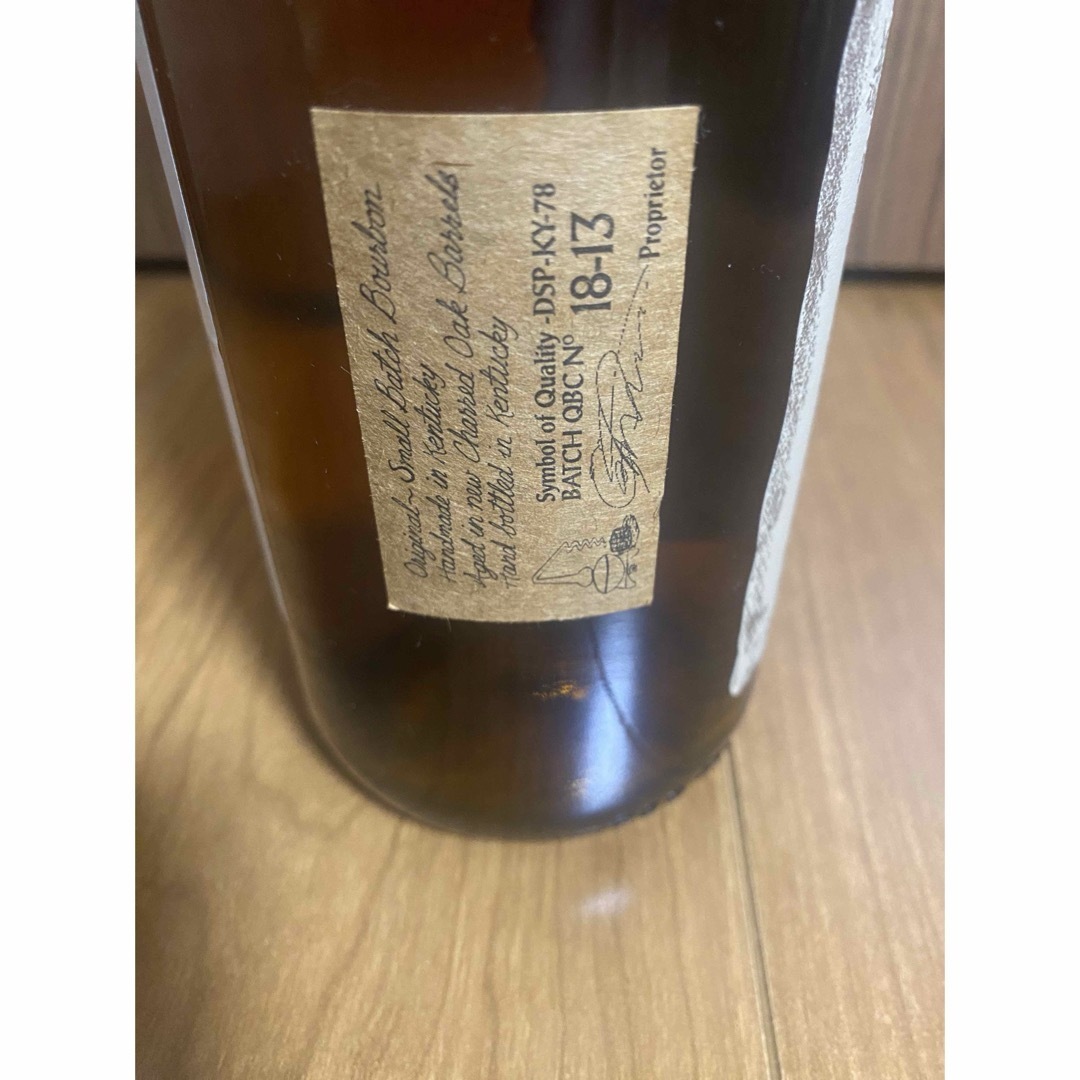 Original ~ Small Batch Bourbon
Handmade in Kentucky
Aged in new Charred Oak Barrels
Hand bottled in Kentucky
Symbol of Quality -DSP-KY-78
BATCH QBC Nº 18-13
Proprietor